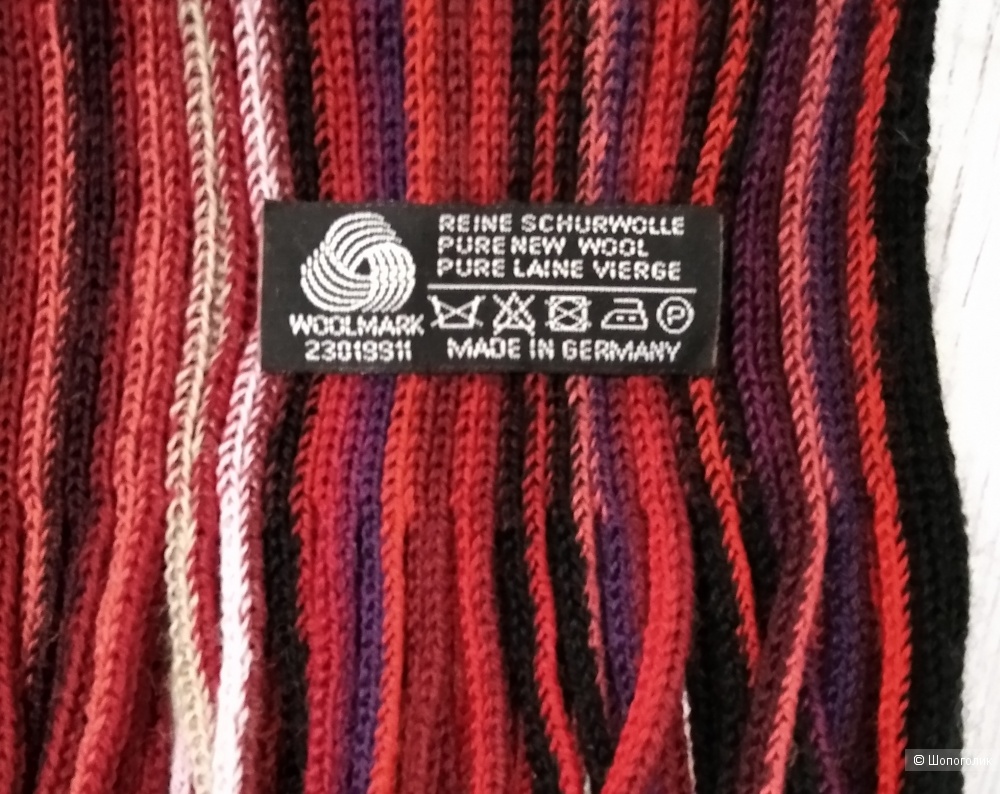 REINE SCHURWOLLE
PURE NEW WOOL
PURE LAINE VIERGE
WOOLMARK
23019911
MADE IN GERMANY
P
© Шопоголик